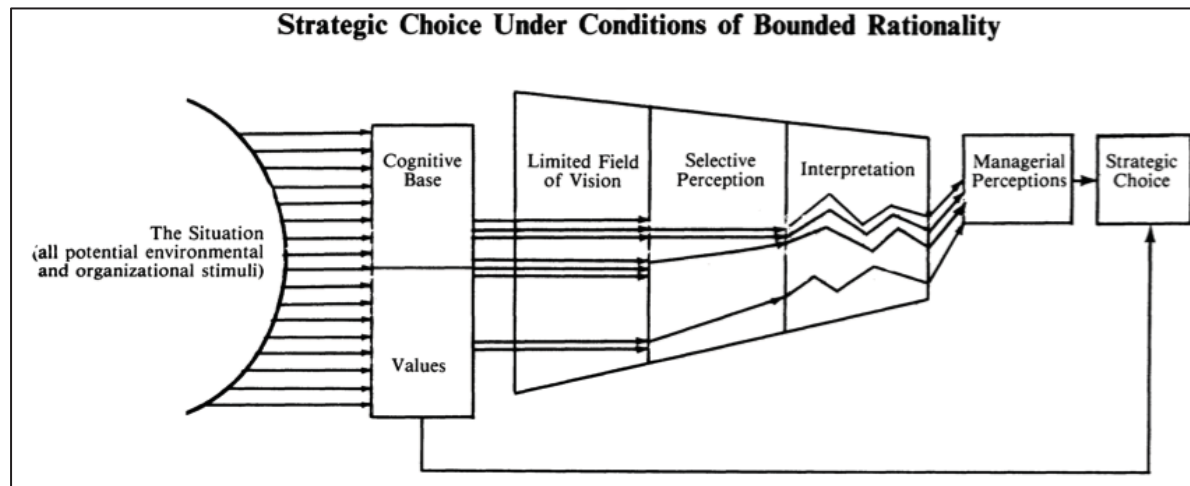 Strategic Choice Under Conditions of Bounded Rationality
The Situation
(all potential environmental
and organizational stimuli)
Cognitive
Base
Values
Limited Field
of Vision
Selective
Perception
Interpretation
Managerial
Perceptions
Strategic
Choice